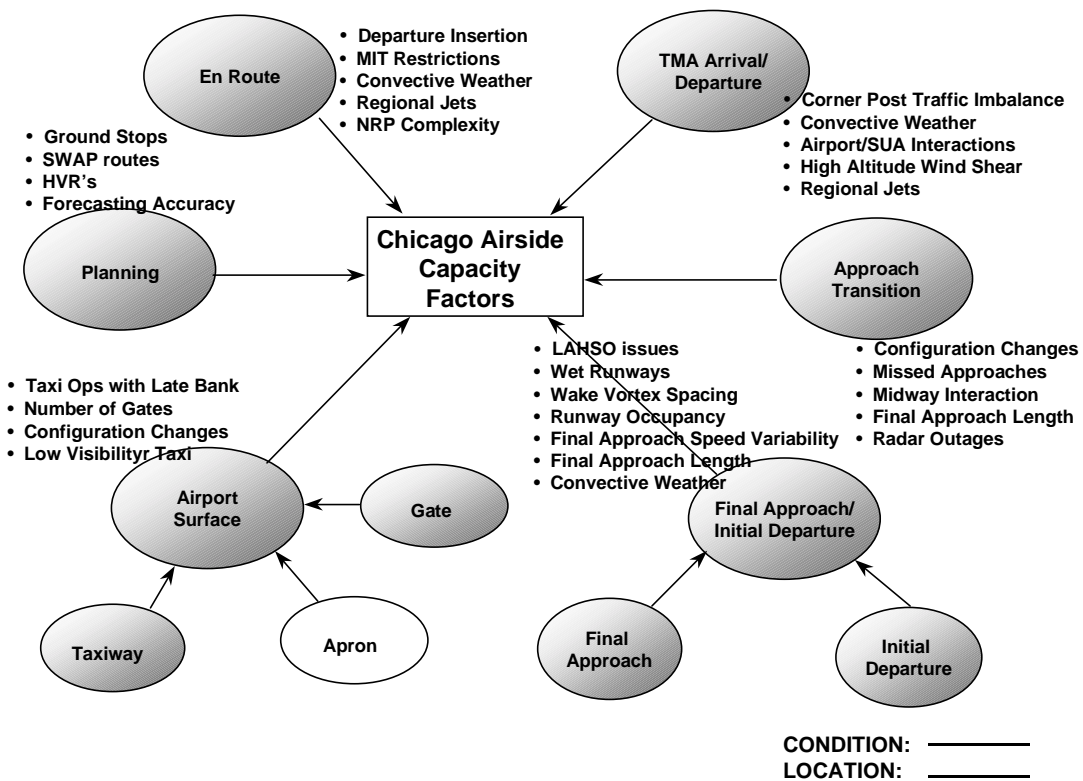 En Route
• Departure Insertion
• MIT Restrictions
• Convective Weather
• Regional Jets
• NRP Complexity
TMA Arrival/
Departure
• Corner Post Traffic Imbalance
• Convective Weather
• Airport/SUA Interactions
• High Altitude Wind Shear
• Regional Jets
• Ground Stops
• SWAP routes
• HVR's
• Forecasting Accuracy
Planning
Chicago Airside
Capacity
Factors
Approach
Transition
• Configuration Changes
• Missed Approaches
• Midway Interaction
• Final Approach Length
• Radar Outages
• LAHSO issues
• Wet Runways
• Wake Vortex Spacing
• Runway Occupancy
• Final Approach Speed Variability
• Final Approach Length
• Convective Weather
• Taxi Ops with Late Bank
• Number of Gates
• Configuration Changes
• Low Visibilityr Taxi
Airport
Surface
Gate
Final Approach/
Initial Departure
Taxiway
Apron
Final
Approach
Initial
Departure
CONDITION:
LOCATION: